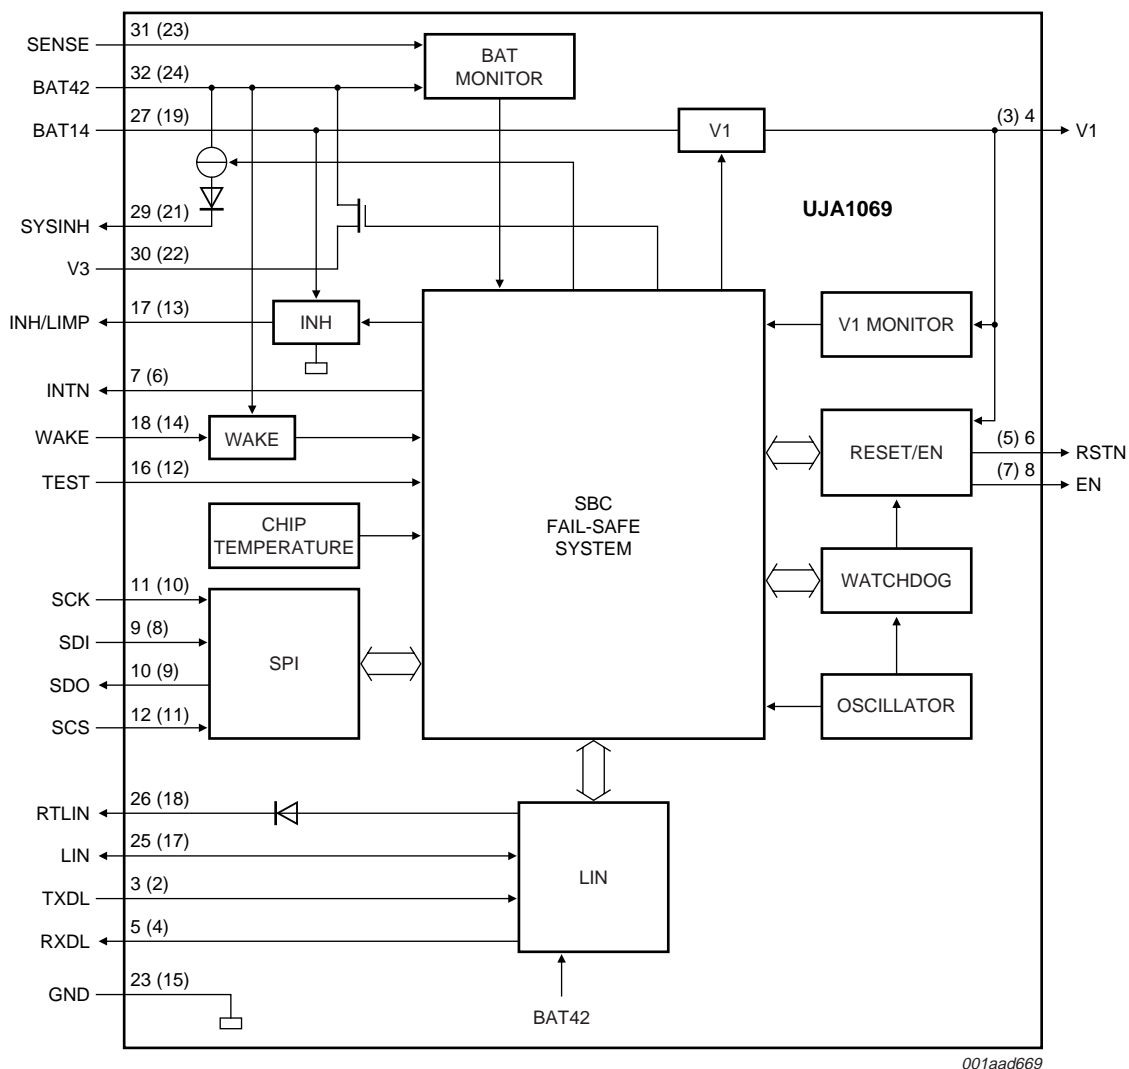 SENSE
31 (23)
BAT42
32 (24)
BAT14
27 (19)
BAT
MONITOR
V1
(3) 4
V1
UJA1069
SYSINH
29 (21)
V3
30 (22)
INH/LIMP
17 (13)
INH
V1 MONITOR
INTN
7 (6)
WAKE
18 (14)
WAKE
TEST
16 (12)
RESET/EN
(5) 6
RSTN
(7) 8
EN
CHIP
TEMPERATURE
SBC
FAIL-SAFE
SYSTEM
WATCHDOG
SCK
11 (10)
SDI
9 (8)
SDO
10 (9)
SCS
12 (11)
SPI
OSCILLATOR
RTLIN
26 (18)
LIN
25 (17)
TXDL
3 (2)
RXDL
5 (4)
LIN
GND
23 (15)
BAT42
001aad669